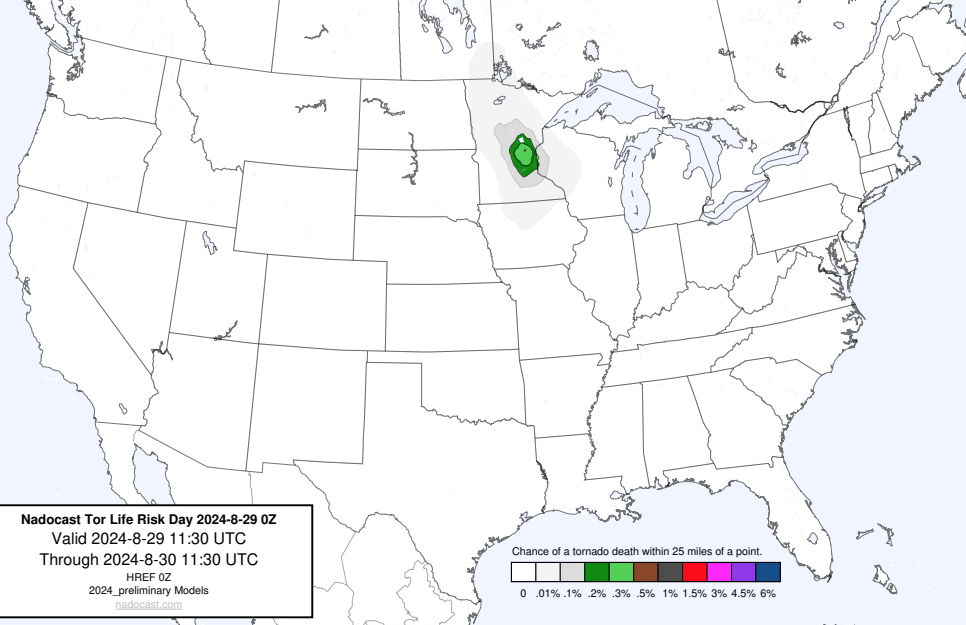 Nadocast Tor Life Risk Day 2024-8-29 0Z
Valid 2024-8-29 11:30 UTC
Through 2024-8-30 11:30 UTC
HREF 0Z
2024_preliminary Models
nadocast.com
Chance of a tornado death within 25 miles of a point.
0 .01% .1% .2% .3% .5% 1% 1.5% 3% 4.5% 6%